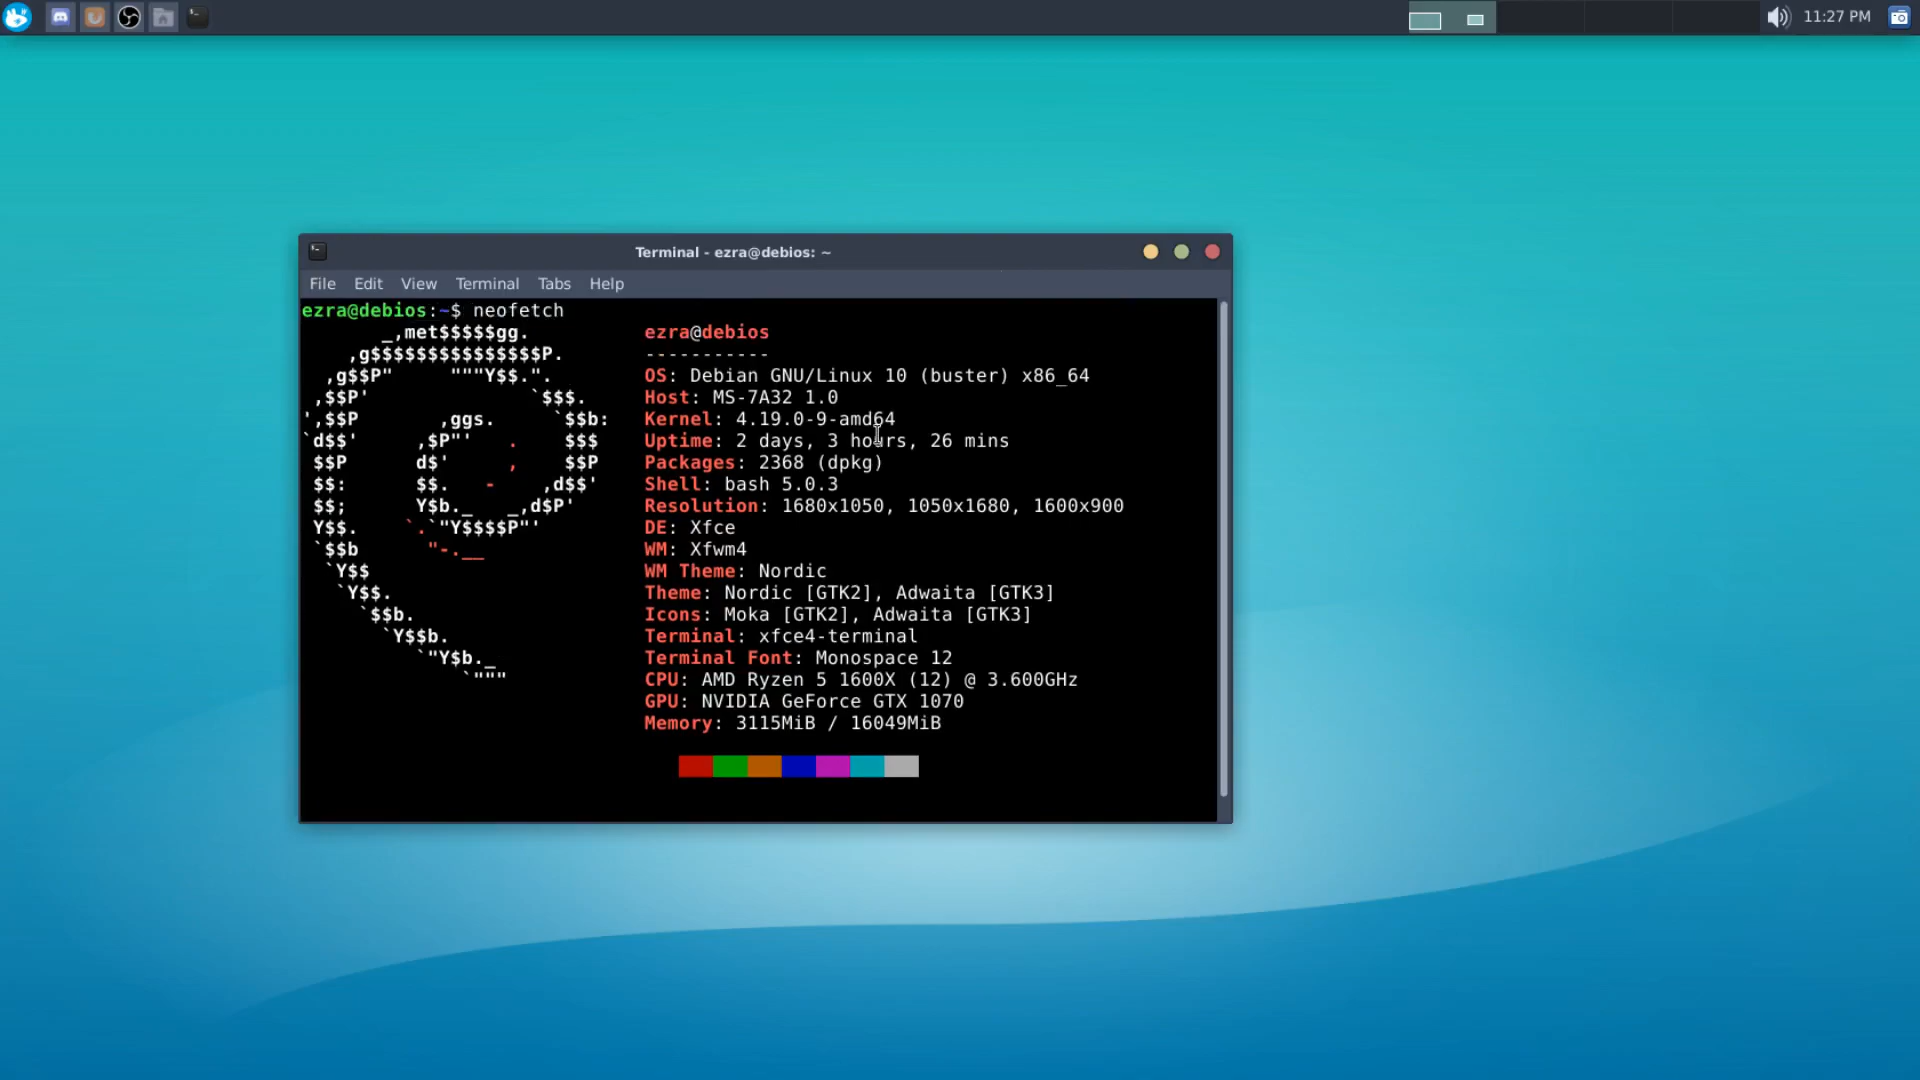 11:27 PM
Terminal - ezra@debios: ~
File Edit View Terminal Tabs Help
ezra@debios:~$ neofetch
_,met$$$$$gg.
,g$$$$$$$$$$$$$$$P.
,g$$P"     """Y$$.".
,$$P'              `$$$.
',$$P       ,ggs.     `$$b:
`d$$'     ,$P"'   .    $$$
$$P      d$'     ,    $$P
$$:      $$.   -    ,d$$'
$$;      Y$b._   _,d$P'
Y$$.    `.`"Y$$$$P"'
`$$b      "-.__
`Y$$
`Y$$.
`$$b.
`Y$$b.
`"Y$b._
`"""
ezra@debios
-----------
OS: Debian GNU/Linux 10 (buster) x86_64
Host: MS-7A32 1.0
Kernel: 4.19.0-9-amd64
Uptime: 2 days, 3 hours, 26 mins
Packages: 2368 (dpkg)
Shell: bash 5.0.3
Resolution: 1680x1050, 1050x1680, 1600x900
DE: Xfce
WM: Xfwm4
WM Theme: Nordic
Theme: Nordic [GTK2], Adwaita [GTK3]
Icons: Moka [GTK2], Adwaita [GTK3]
Terminal: xfce4-terminal
Terminal Font: Monospace 12
CPU: AMD Ryzen 5 1600X (12) @ 3.600GHz
GPU: NVIDIA GeForce GTX 1070
Memory: 3115MiB / 16049MiB